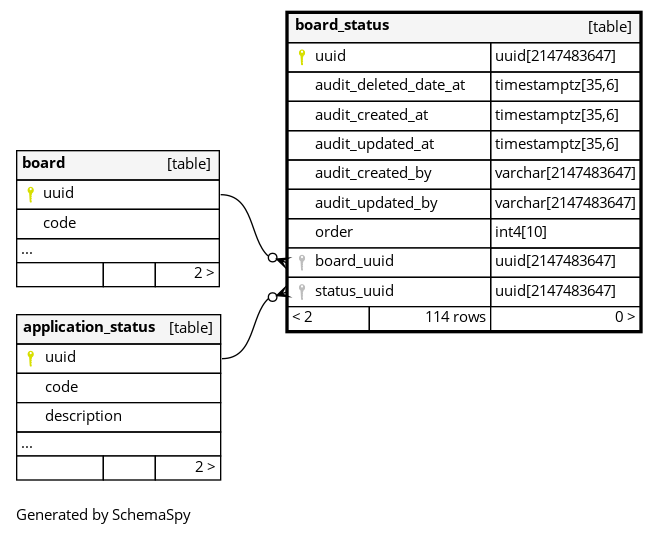 board_status [table]
uuid uuid[2147483647]
audit_deleted_date_at timestamptz[35,6]
audit_created_at timestamptz[35,6]
audit_updated_at timestamptz[35,6]
audit_created_by varchar[2147483647]
audit_updated_by varchar[2147483647]
order int4[10]
board_uuid uuid[2147483647]
status_uuid uuid[2147483647]
< 2 114 rows 0 >
board [table]
uuid
code
...
2 >
application_status [table]
uuid
code
description
...
2 >
Generated by SchemaSpy